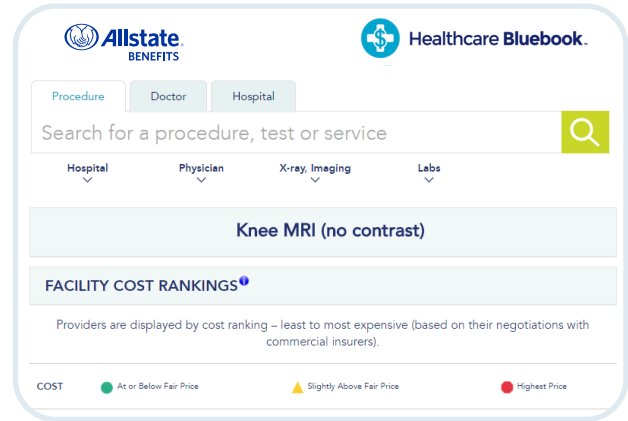 Allstate.
BENEFITS
Healthcare Bluebook™
Procedure Doctor Hospital
Search for a procedure, test or service
Hospital Physician X-ray, Imaging Labs
Knee MRI (no contrast)
FACILITY COST RANKINGS
Providers are displayed by cost ranking – least to most expensive (based on their negotiations with
commercial insurers).
COST At or Below Fair Price Slightly Above Fair Price Highest Price